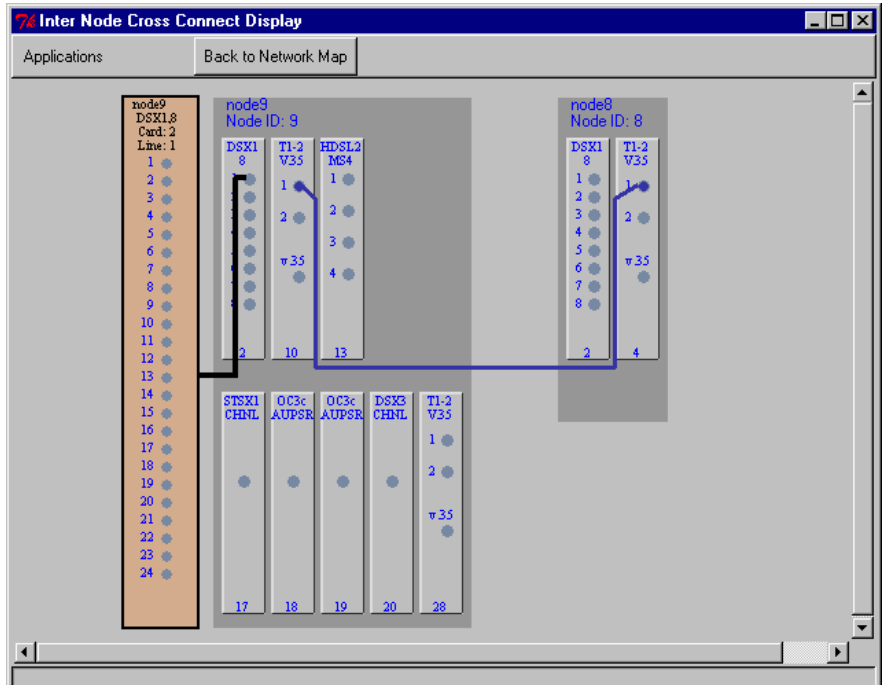 Inter Node Cross Connect Display
Applications
Back to Network Map
node9
DSX1,8
Card: 2
Line: 1
1
2
3
4
5
6
7
8
9
10
11
12
13
14
15
16
17
18
19
20
21
22
23
24
node9
Node ID: 9
DSX1
8
8
2
T1-2
V35
1
2
v35
10
HDSL2
MS4
1
2
3
4
13
STSX1
CHNL
17
OC3c
AUPSR
18
OC3c
AUPSR
19
DSX3
CHNL
20
T1-2
V35
1
2
v35
28
node8
Node ID: 8
DSX1
8
1
2
3
4
5
6
7
8
2
T1-2
V35
1
2
v35
4